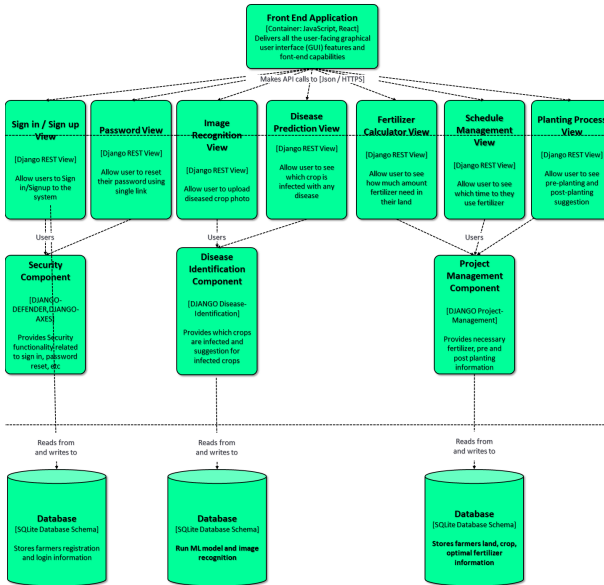 Front End Application
[Container: JavaScript, React]
Delivers all the user-facing graphical
user interface (GUI) features and
font-end capabilities
Makes API calls to [Json / HTTPS]
Sign in / Sign up
View
[Django REST View]
Allow users to Sign
in/Signup to the
system
Password View
[Django REST View]
Allow user to reset
their password using
single link
Image
Recognition
View
[Django REST View]
Allow user to upload
diseased crop photo
Disease
Prediction View
[Django REST View]
Allow user to see
which crop is
infected with any
disease
Fertilizer
Calculator View
[Django REST View]
Allow user to see
how much amount
fertilizer need in
their land
Schedule
Management
View
[Django REST View]
Allow user to see
which time to they
use fertilizer
Planting Process
View
[Django REST View]
Allow user to see
pre-planting and
post-planting
suggestion
Users
Users
Users
Security
Component
[DJANGO-
DEFENDER,DJANGO-
AXES]
Provides Security
functionality related
to sign in, password
reset, etc
Disease
Identification
Component
[DJANGO Disease-
Identification]
Provides which crops
are infected and
suggestion for
infected crops
Project
Management
Component
[DJANGO Project-
Management]
Provides necessary
fertilizer, pre and
post planting
information
Reads from
and writes to
Reads from
and writes to
Reads from
and writes to
Database
[SQLite Database Schema]
Stores farmers registration
and login information
Database
[SQLite Database Schema]
Run ML model and image
recognition
Database
[SQLite Database Schema]
Stores farmers land, crop,
optimal fertilizer
information